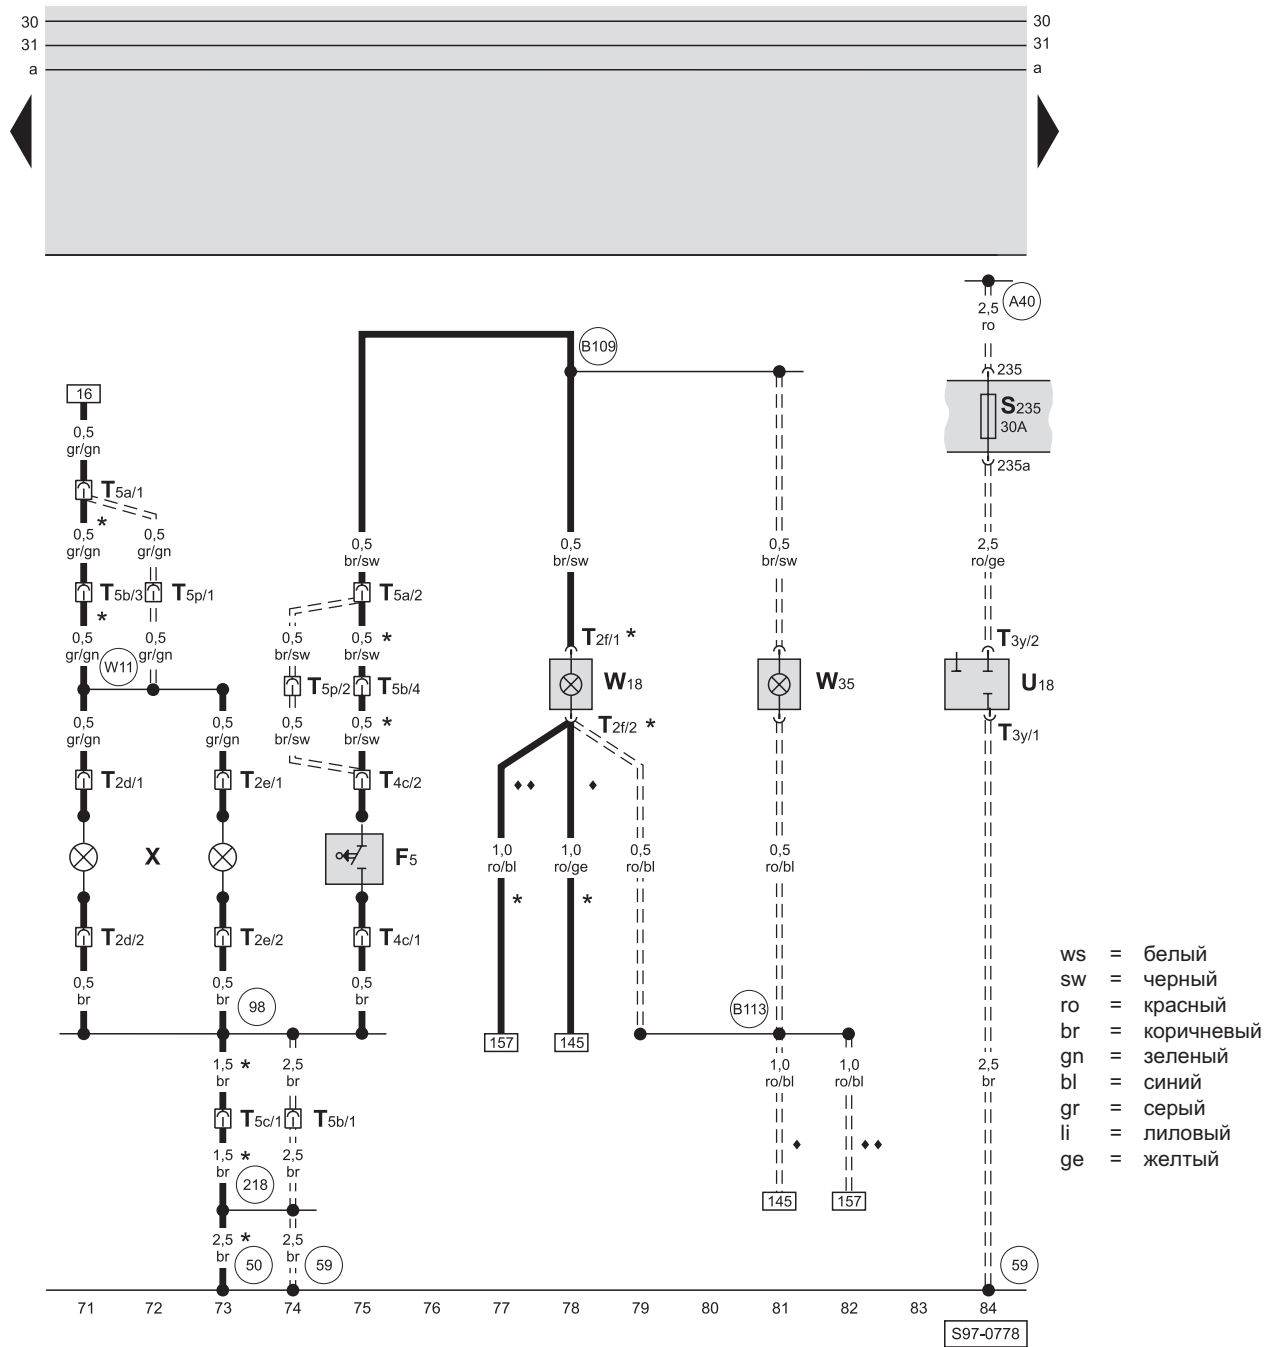 30 30
31 31
a a
A40
2,5
ro
235
S235
30A
235a
B109
16
0,5
gr/gn
T5a/1
*
0,5 0,5 0,5 0,5 0,5 2,5
gr/gn gr/gn br/sw br/sw br/sw ro/ge
T5b/3 T5p/1 T5a/2
*
0,5 0,5 0,5 0,5 * T2f/1 * T3y/2
gr/gn gr/gn br/sw br/sw
W11
T5p/2 T5b/4 W18 W35 U18
0,5 0,5 0,5 0,5 * T2f/2 * T3y/1
gr/gn gr/gn br/sw br/sw
T2d/1 T2e/1 T4c/2 ♦♦ ♦
X F5
1,0 1,0 0,5 0,5
ro/bl ro/ge ro/bl ro/bl
* *
T2d/2 T2e/2 T4c/1
0,5 0,5 0,5
br br br
98 B113
157 145
1,5 * 2,5 1,0 1,0 2,5
br br ro/bl ro/bl br
T5c/1 T5b/1
♦ ♦♦
1,5 * 2,5
br br
218
145 157
2,5 * 2,5
br br
50 59 59
71 72 73 74 75 76 77 78 79 80 81 82 83 84
S97-0778
ws = белый
sw = черный
ro = красный
br = коричневый
gn = зеленый
bl = синий
gr = серый
li = лиловый
ge = желтый